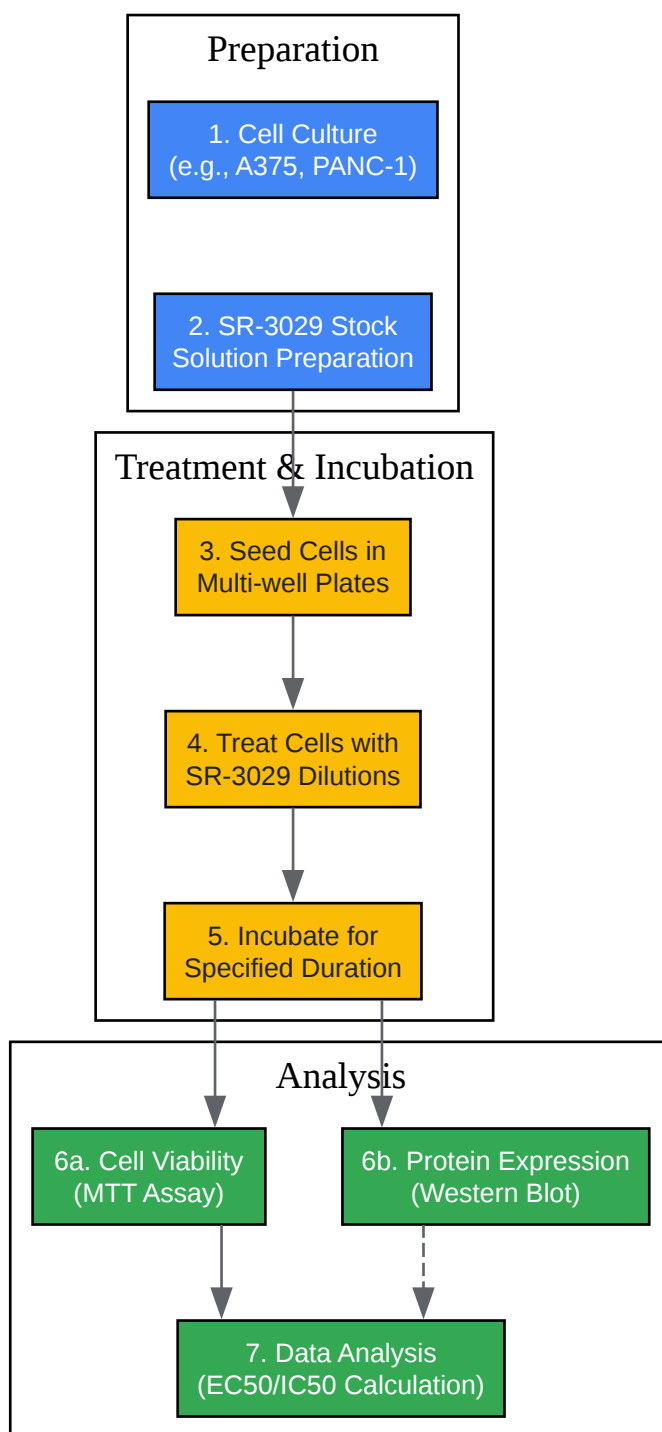 Preparation
1. Cell Culture
(e.g., A375, PANC-1)
2. SR-3029 Stock
Solution Preparation
Treatment & Incubation
3. Seed Cells in
Multi-well Plates
4. Treat Cells with
SR-3029 Dilutions
5. Incubate for
Specified Duration
Analysis
6a. Cell Viability
(MTT Assay)
6b. Protein Expression
(Western Blot)
7. Data Analysis
(EC50/IC50 Calculation)